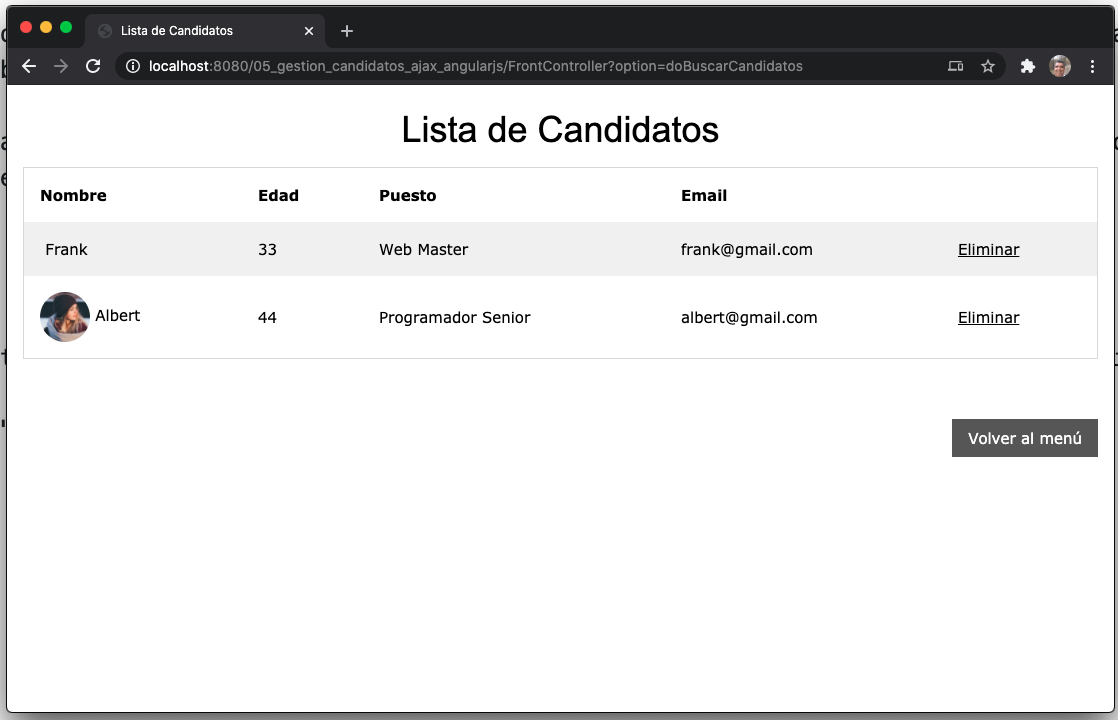 Lista de Candidatos
localhost:8080/05_gestion_candidatos_ajax_angularjs/FrontController?option=doBuscarCandidatos
Lista de Candidatos
Nombre Edad Puesto Email
Frank 33 Web Master frank@gmail.com Eliminar
Albert 44 Programador Senior albert@gmail.com Eliminar
Volver al menú